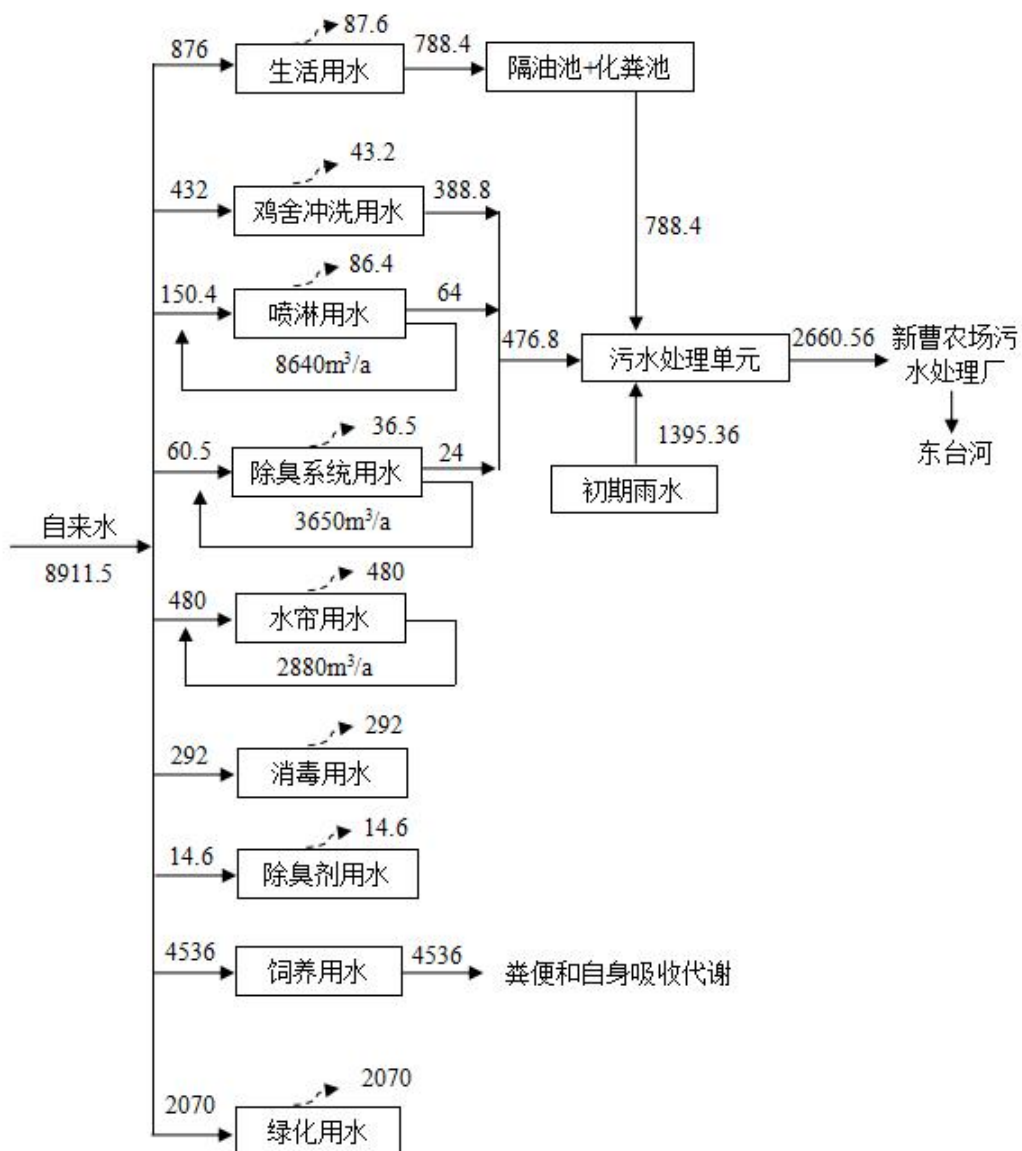 87.6
876
生活用水
788.4
隔油池+化粪池
43.2
432
鸡舍冲洗用水
388.8
788.4
86.4
150.4
喷淋用水
64
8640m³/a
476.8
污水处理单元
2660.56
新曹农场污
水处理厂
东台河
36.5
60.5
除臭系统用水
24
3650m³/a
1395.36
初期雨水
自来水
8911.5
480
480
水帘用水
2880m³/a
292
292
消毒用水
14.6
14.6
除臭剂用水
4536
饲养用水
4536
粪便和自身吸收代谢
2070
2070
绿化用水